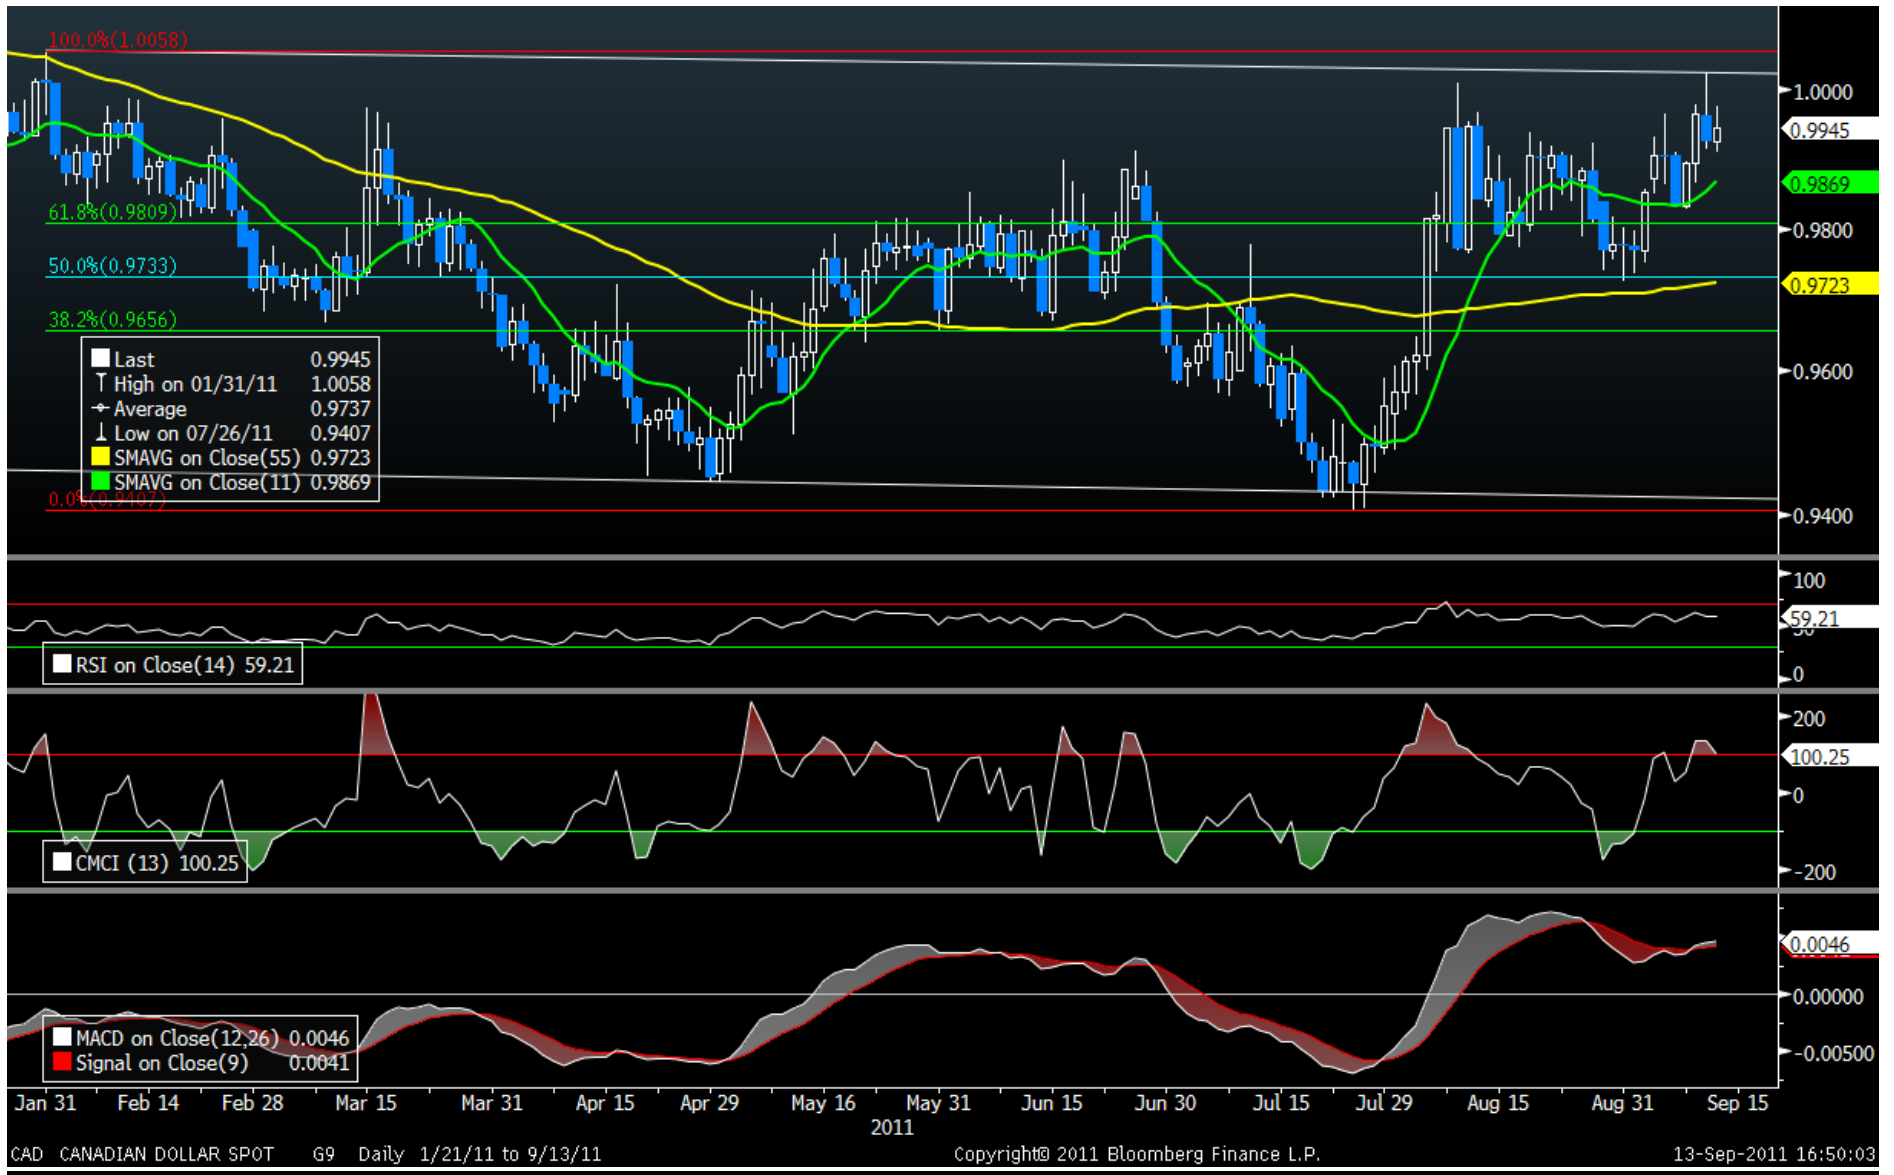 100.0%(1.0058)
1.0000
0.9945
0.9869
61.8%(0.9809)
0.9800
50.0%(0.9733)
0.9723
38.2%(0.9656)
Last 0.9945
High on 01/31/11 1.0058
0.9600
Average 0.9737
Low on 07/26/11 0.9407
SMAVG on Close(55) 0.9723
SMAVG on Close(11) 0.9869
0.0%(0.9407)
0.9400
100
59.21
50
RSI on Close(14) 59.21
0
200
100.25
0
CMCI (13) 100.25
-200
0.0046
0.00000
MACD on Close(12,26) 0.0046
Signal on Close(9) 0.0041
-0.00500
Jan 31 Feb 14 Feb 28 Mar 15 Mar 31 Apr 15 Apr 29 May 16 May 31 Jun 15 Jun 30 Jul 15 Jul 29 Aug 15 Aug 31 Sep 15
2011
CAD CANADIAN DOLLAR SPOT G9 Daily 1/21/11 to 9/13/11 Copyright© 2011 Bloomberg Finance L.P. 13-Sep-2011 16:50:03